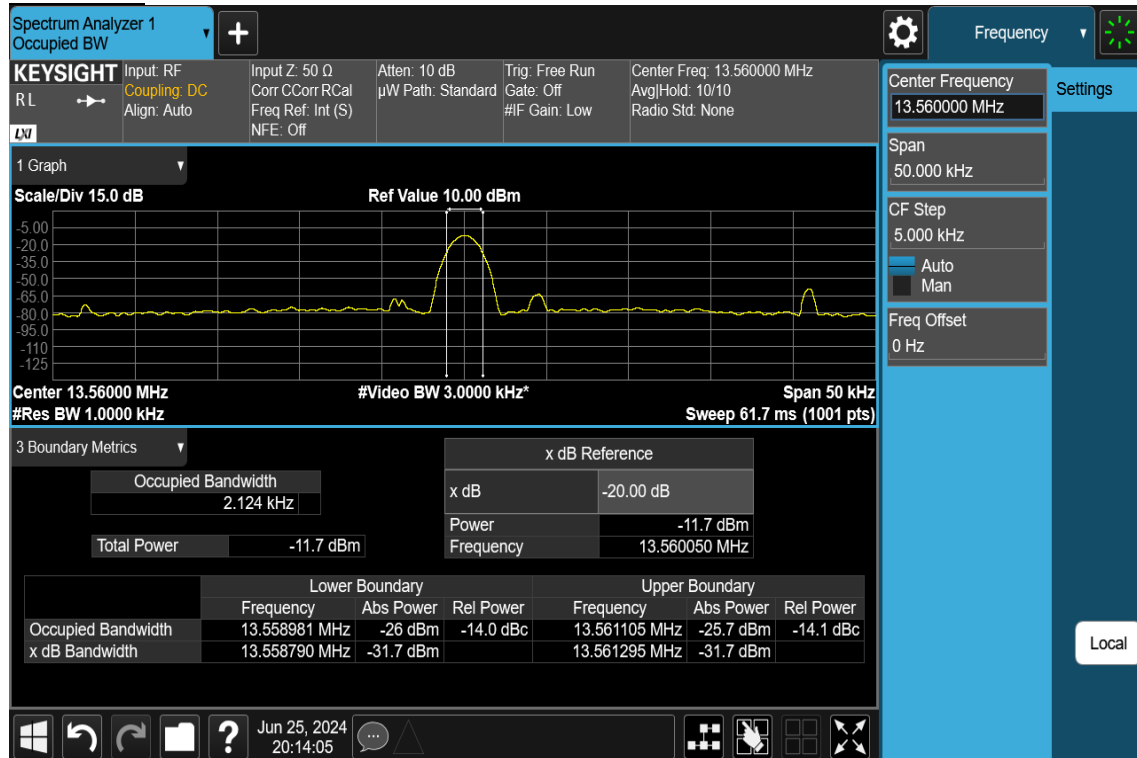 Spectrum Analyzer 1
Occupied BW
+
Frequency
KEYSIGHT
R L
LXI
Input: RF
Coupling: DC
Align: Auto
Input Z: 50 Ω
Corr CCorr RCal
Freq Ref: Int (S)
NFE: Off
Atten: 10 dB
µW Path: Standard
Trig: Free Run
Gate: Off
#IF Gain: Low
Center Freq: 13.560000 MHz
Avg|Hold: 10/10
Radio Std: None
Center Frequency
13.560000 MHz
Settings
Span
50.000 kHz
CF Step
5.000 kHz
Auto
Man
Freq Offset
0 Hz
Local
1 Graph
Scale/Div 15.0 dB
Ref Value 10.00 dBm
-5.00
-20.0
-35.0
-50.0
-65.0
-80.0
-95.0
-110
-125
Center 13.56000 MHz
#Video BW 3.0000 kHz*
Span 50 kHz
#Res BW 1.0000 kHz
Sweep 61.7 ms (1001 pts)
3 Boundary Metrics
Occupied Bandwidth
2.124 kHz
Total Power -11.7 dBm
x dB Reference
x dB -20.00 dB
Power -11.7 dBm
Frequency 13.560050 MHz
Lower Boundary Upper Boundary
Frequency Abs Power Rel Power Frequency Abs Power Rel Power
Occupied Bandwidth 13.558981 MHz -26 dBm -14.0 dBc 13.561105 MHz -25.7 dBm -14.1 dBc
x dB Bandwidth 13.558790 MHz -31.7 dBm 13.561295 MHz -31.7 dBm
?
Jun 25, 2024
20:14:05